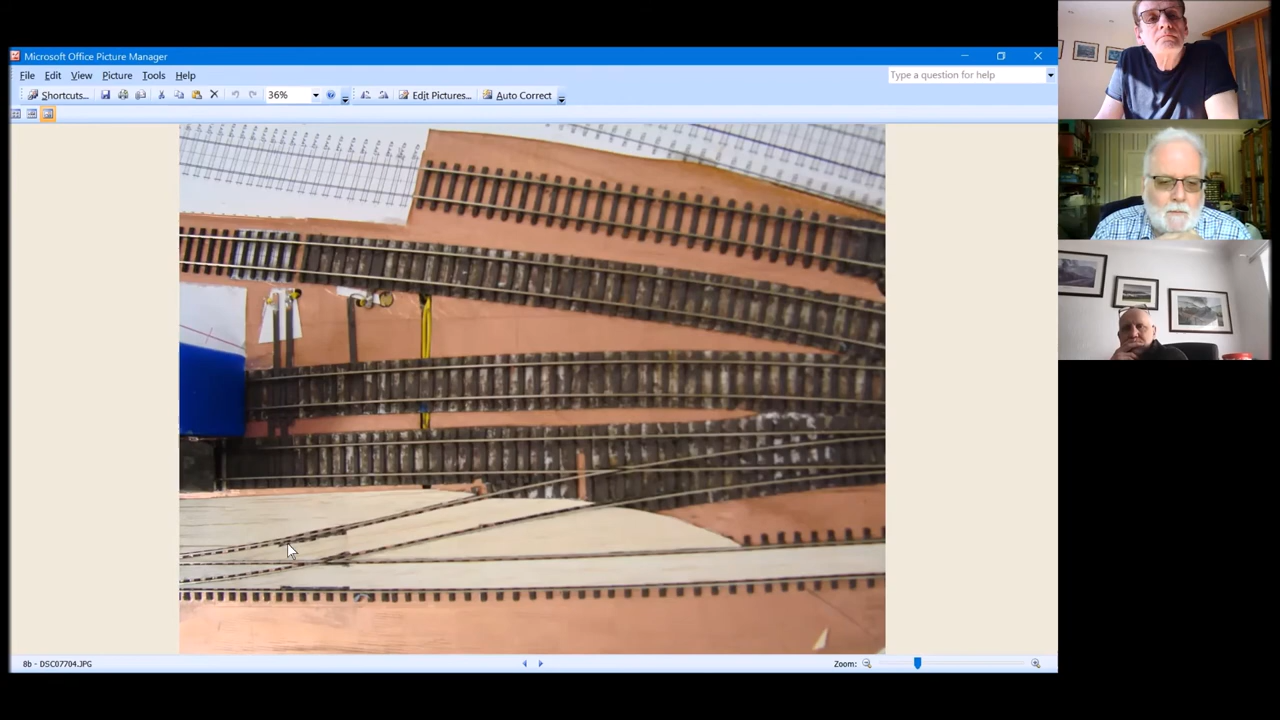 Microsoft Office Picture Manager
File Edit View Picture Tools Help
Type a question for help
Shortcuts...
36%
Edit Pictures...
Auto Correct
8b - DSC07704.JPG
Zoom: